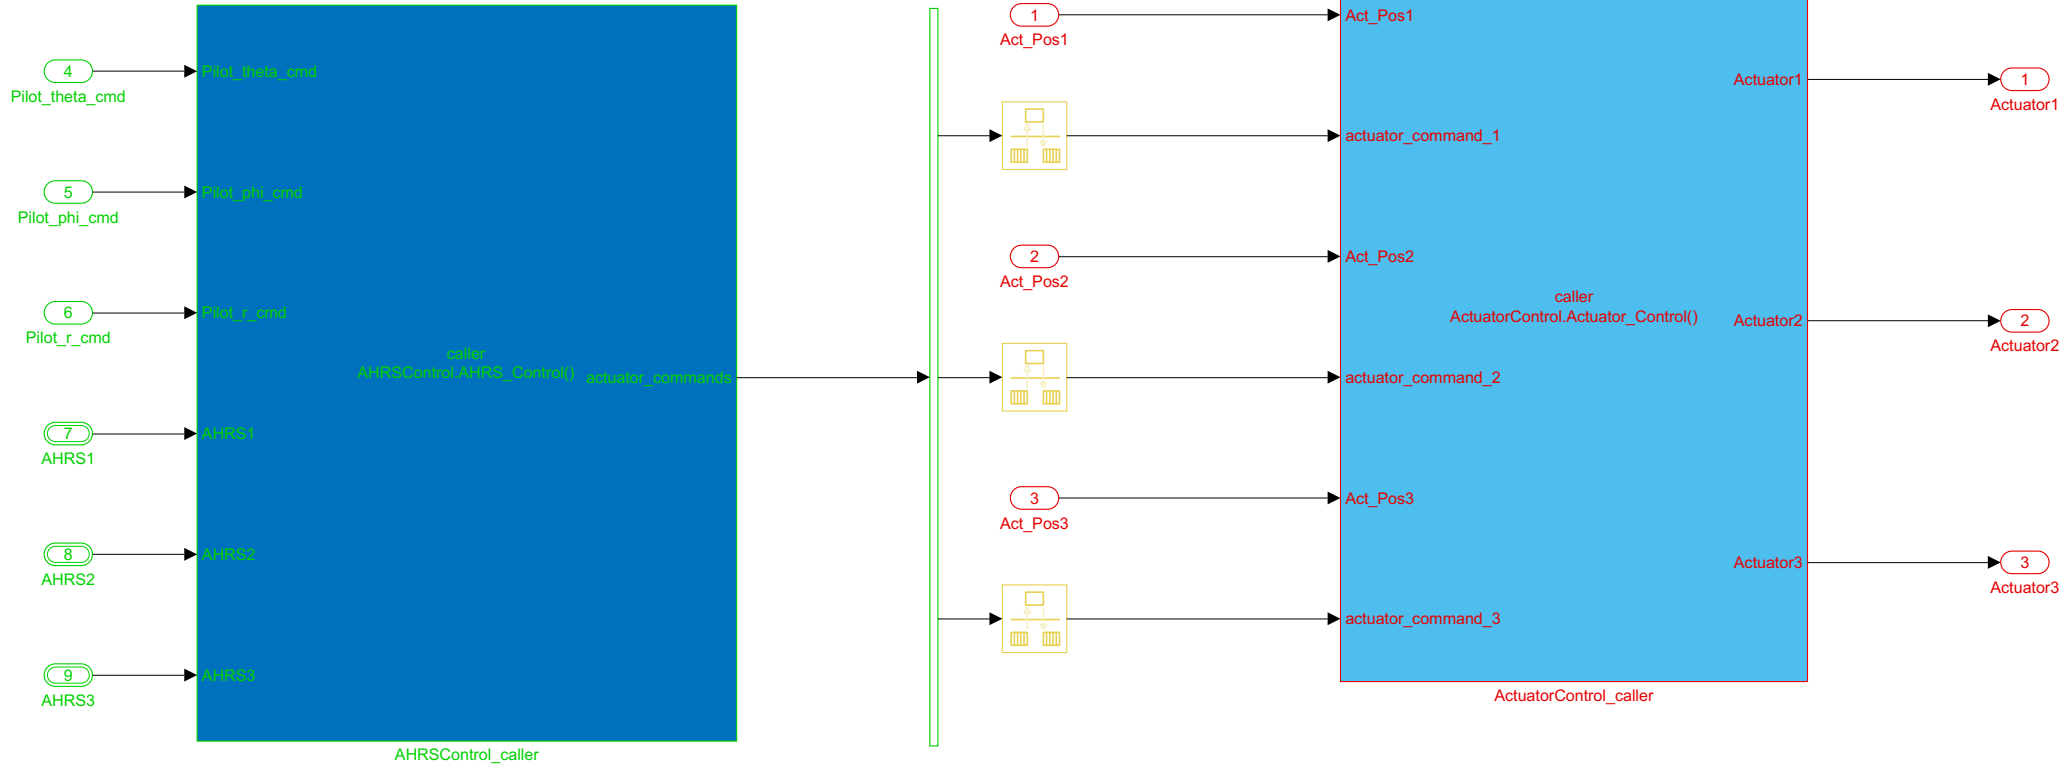 4
Pilot_theta_cmd
Pilot_theta_cmd
5
Pilot_phi_cmd
Pilot_phi_cmd
6
Pilot_r_cmd
Pilot_r_cmd
caller
AHRSControl.AHRS_Control()
actuator_commands
7
AHRS1
AHRS1
8
AHRS2
AHRS2
9
AHRS3
AHRS3
AHRSControl_caller
1
Act_Pos1
Act_Pos1
actuator_command_1
2
Act_Pos2
Act_Pos2
actuator_command_2
3
Act_Pos3
Act_Pos3
actuator_command_3
caller
ActuatorControl.Actuator_Control()
Actuator1
1
Actuator1
Actuator2
2
Actuator2
Actuator3
3
Actuator3
ActuatorControl_caller